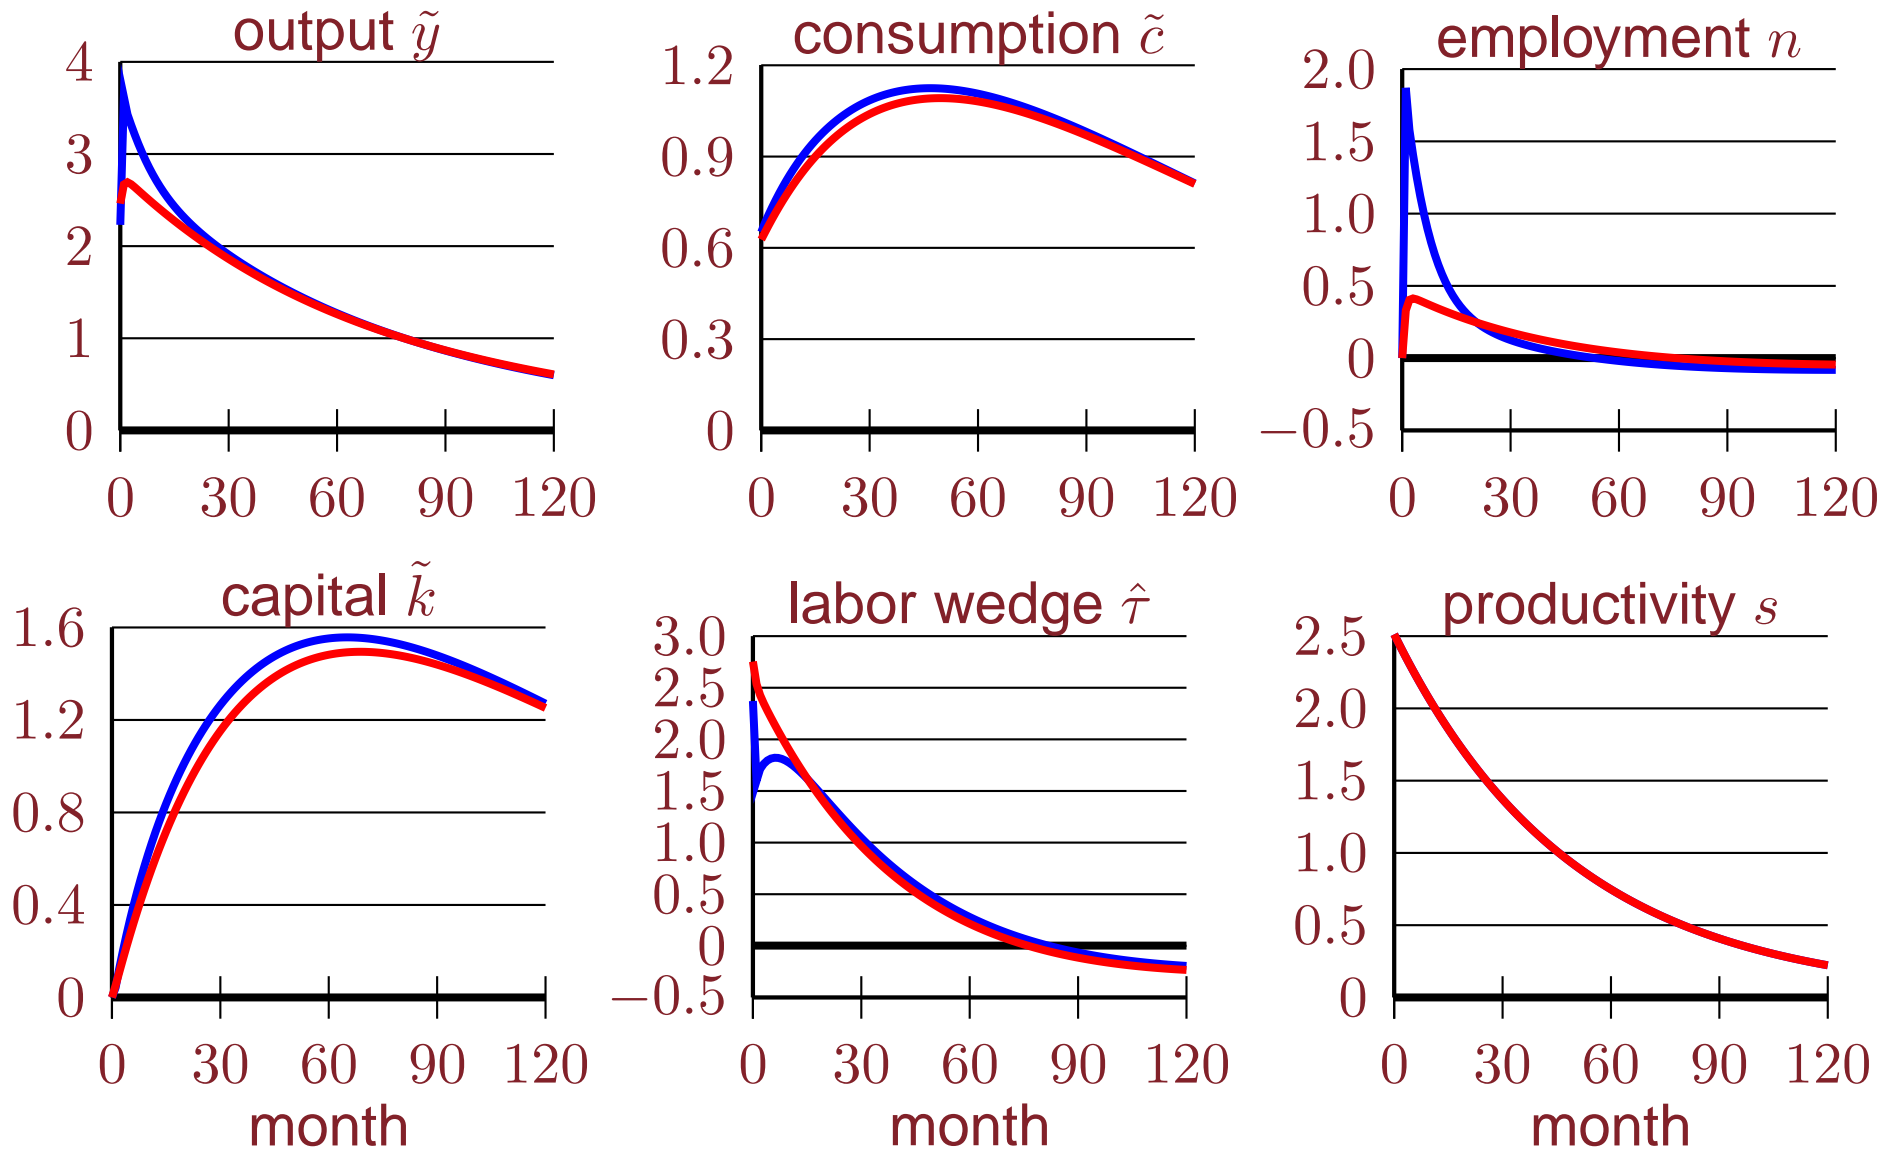 output ỹ
4
3
2
1
0
0 30 60 90 120
consumption c̃
1.2
0.9
0.6
0.3
0
0 30 60 90 120
employment n
2.0
1.5
1.0
0.5
0
−0.5
0 30 60 90 120
capital k̃
1.6
1.2
0.8
0.4
0
0 30 60 90 120
month
labor wedge τ̂
3.0
2.5
2.0
1.5
1.0
0.5
0
−0.5
0 30 60 90 120
month
productivity s
2.5
2.0
1.5
1.0
0.5
0
0 30 60 90 120
month